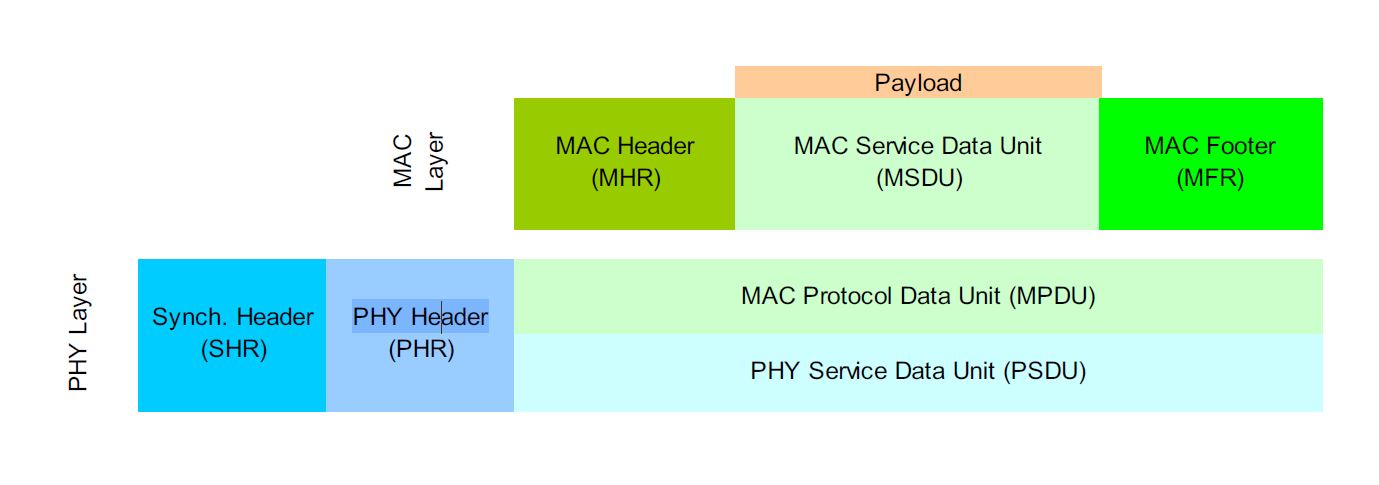 Payload
MAC
Layer
MAC Header
(MHR)
MAC Service Data Unit
(MSDU)
MAC Footer
(MFR)
PHY Layer
Synch. Header
(SHR)
PHY Header
(PHR)
MAC Protocol Data Unit (MPDU)
PHY Service Data Unit (PSDU)